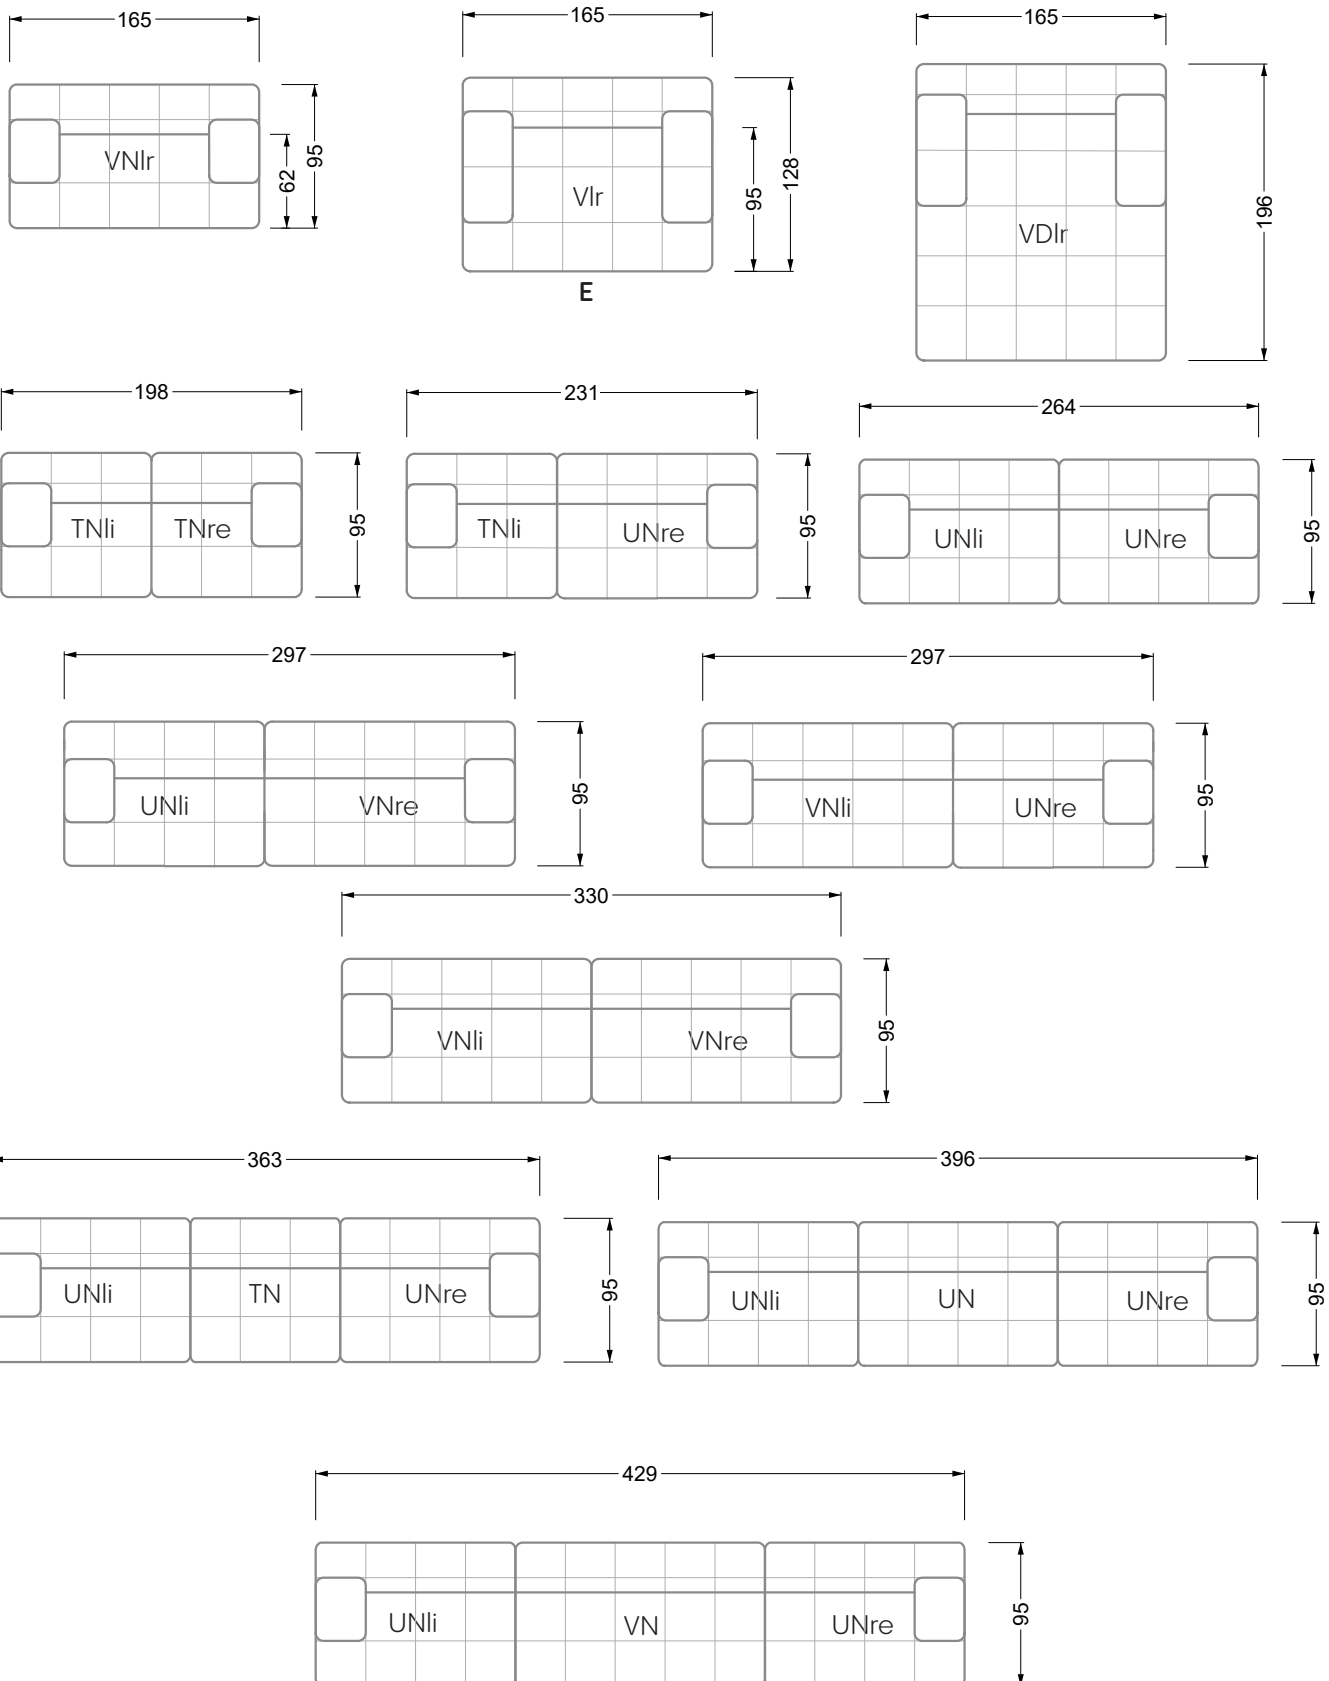 165
165
165
VNlr
62
95
Vlr
95
128
E
VDlr
196
198
231
264
TNli TNre
95
TNli UNre
95
UNli UNre
95
297
297
UNli VNre
95
VNli UNre
95
330
VNli VNre
95
363
396
UNli TN UNre
95
UNli UN UNre
95
429
UNli VN UNre
95